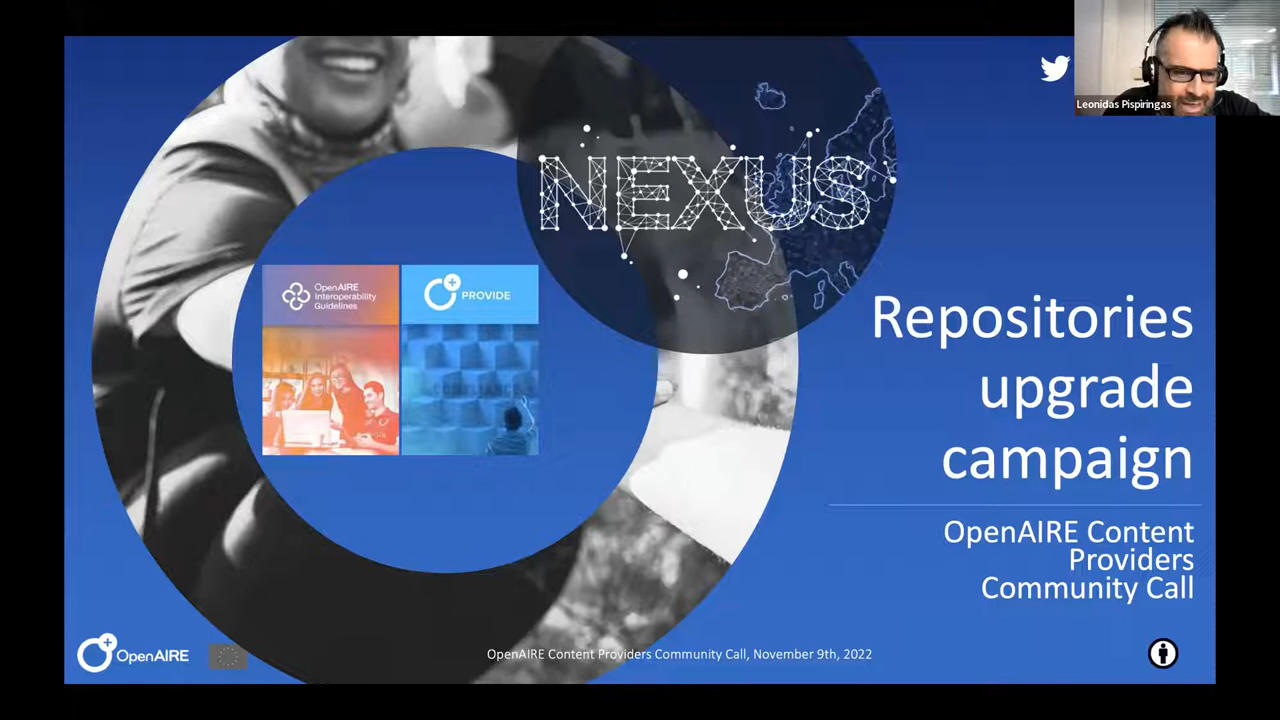 Leonidas Pispiringas
NEXUS
OpenAIRE
Interoperability
Guidelines
PROVIDE
Repositories
upgrade
campaign
OpenAIRE Content
Providers
Community Call
OpenAIRE
OpenAIRE Content Providers Community Call, November 9th, 2022